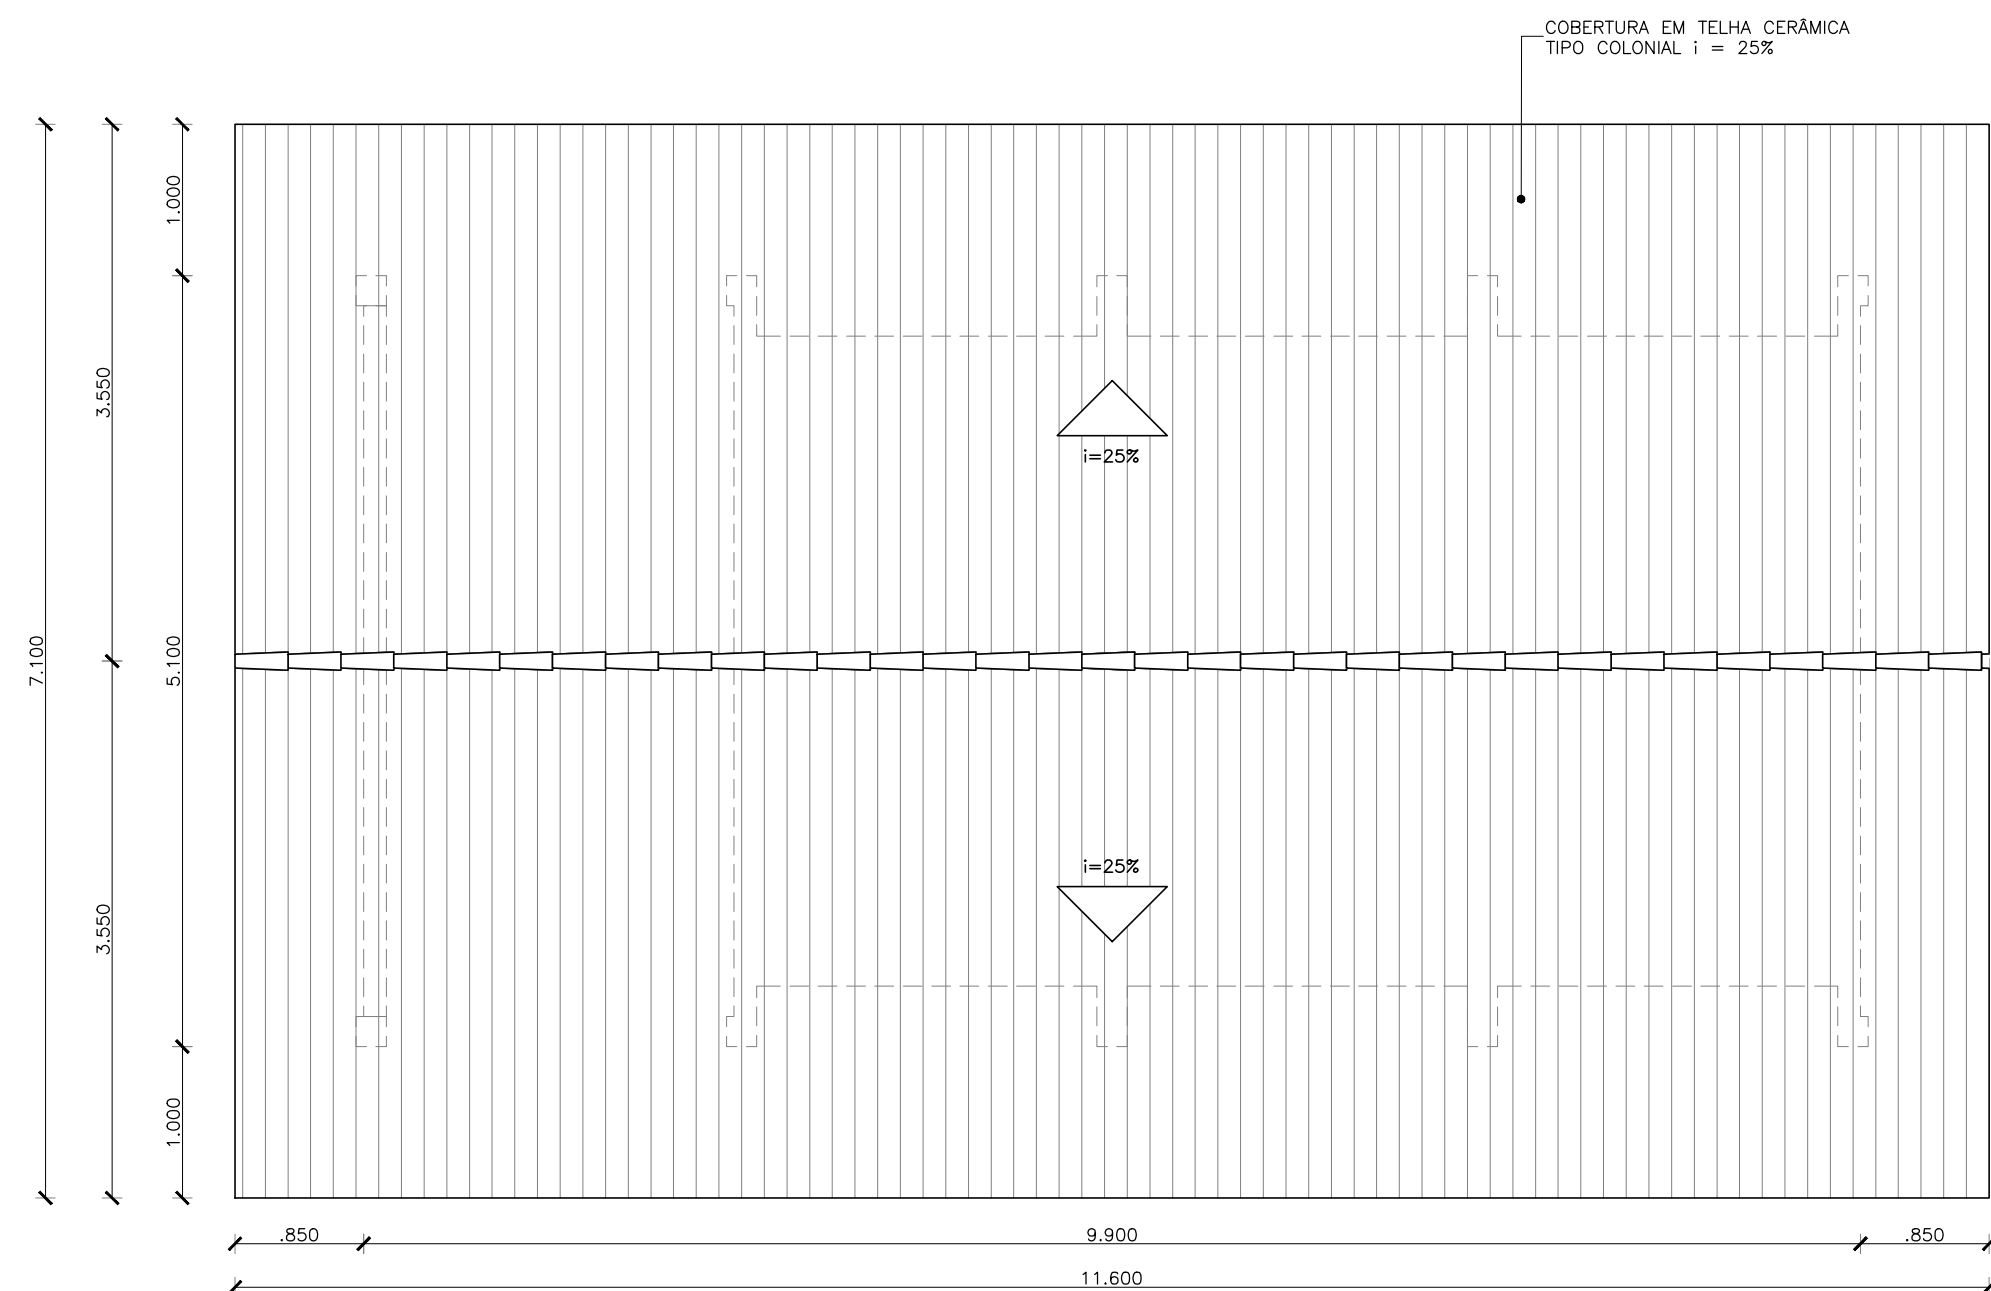 COBERTURA EM TELHA CERÂMICA
TIPO COLONIAL i = 25%
1.000
3.550
i=25%
7.100
5.100
i=25%
3.550
1.000
.850
9.900
.850
11.600